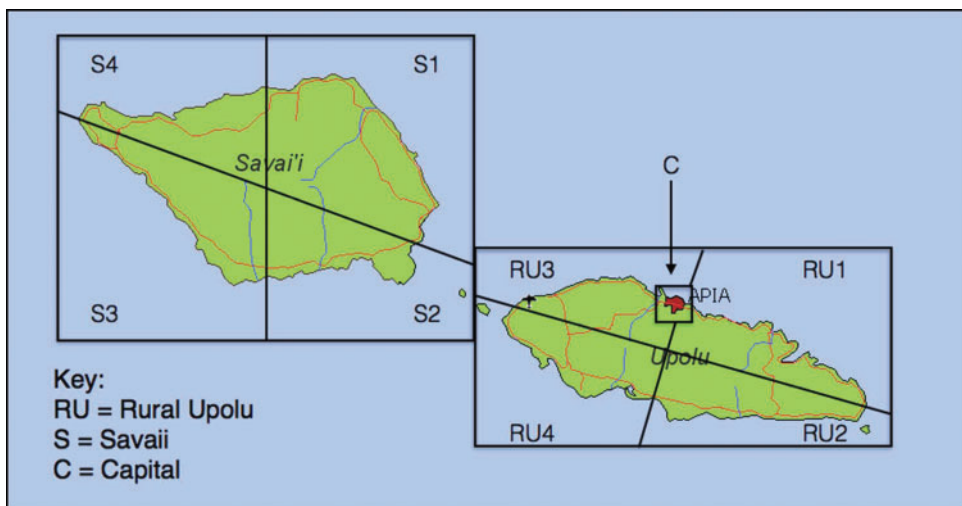 S4
S1
Savai'i
C
RU3
RU1
APIA
S3
S2
Upolu
Key:
RU = Rural Upolu
S = Savaii
C = Capital
RU4
RU2